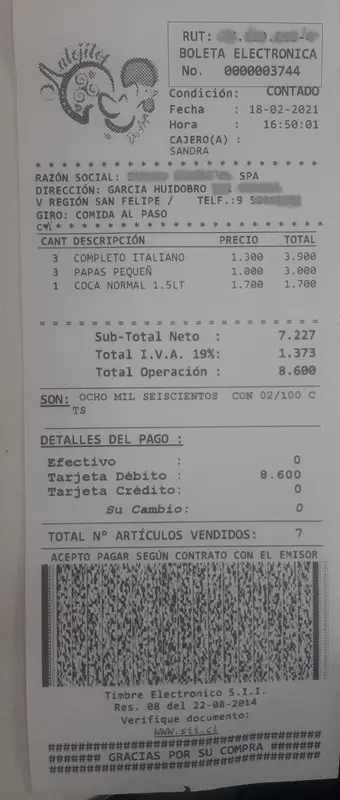 Antojitos
RUT:
BOLETA ELECTRONICA
No. 0000003744
Condición: CONTADO
Fecha : 18-02-2021
Hora : 16:50:01
CAJERO(A) :
SANDRA
* * * * * * * * * * * * * * * * * * * * *
RAZÓN SOCIAL: SPA
DIRECCIÓN: GARCIA HUIDOBRO
V REGIÓN SAN FELIPE / TELF.:9
GIRO: COMIDA AL PASO
* * * * * * * * * * * * * * * * * * * *
CANT DESCRIPCIÓN PRECIO TOTAL
3 COMPLETO ITALIANO 1.300 3.900
3 PAPAS PEQUEÑ 1.000 3.000
1 COCA NORMAL 1.5LT 1.700 1.700
= = = = = = = = = = = = = = = = = = = = =
Sub-Total Neto : 7.227
Total I.V.A. 19%: 1.373
Total Operación : 8.600
SON: OCHO MIL SEISCIENTOS CON 02/100 C
TS
DETALLES DEL PAGO :
Efectivo : 0
Tarjeta Débito : 8.600
Tarjeta Crédito: 0
Su Cambio: 0
TOTAL N° ARTÍCULOS VENDIDOS: 7
ACEPTO PAGAR SEGÚN CONTRATO CON EL EMISOR
Timbre Electronico S.I.I.
Res. 08 del 22-08-2014
Verifique documento:
www.sii.cl
####################################
####### GRACIAS POR SU COMPRA #######
####################################